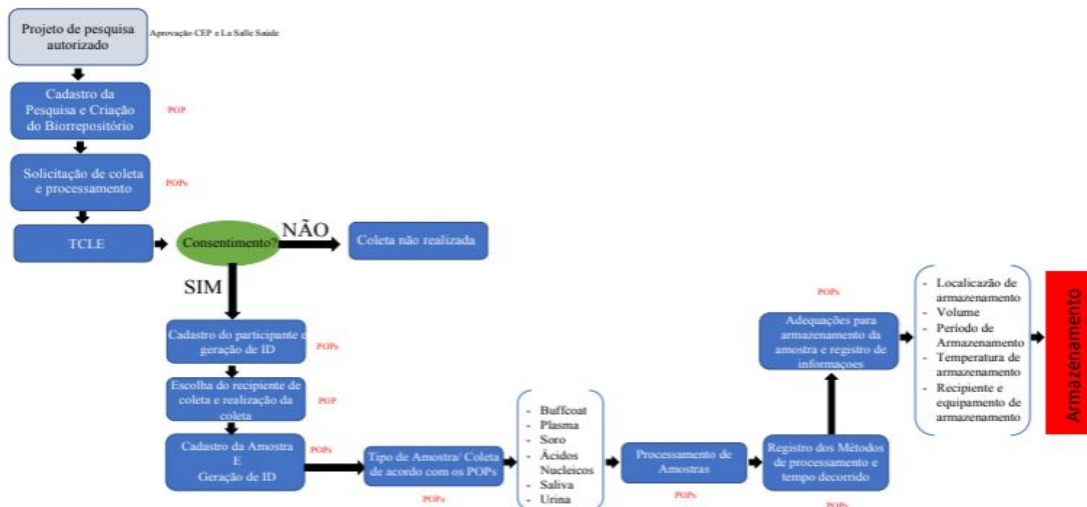 Projeto de pesquisa
autorizado
Aprovação CEP e La Salle Saúde
Cadastro da
Pesquisa e Criação
do Biorrepositório
POP
Solicitação de coleta
e processamento
POPs
TCLE
Consentimento?
NÃO
Coleta não realizada
SIM
Cadastro do participante e
geração de ID
POPs
Escolha do recipiente de
coleta e realização da
coleta
POP
Cadastro da Amostra
E
Geração de ID
POPs
Tipo de Amostra/ Coleta
de acordo com os POPs
POPs
- Buffcoat
- Plasma
- Soro
- Äcidos
Nucleicos
- Saliva
- Urina
Processamento de
Amostras
POPs
Registro dos Métodos
de processamento e
tempo decorrido
POPs
POPs
Adequações para
armazenamento da
amostra e registro de
informaçoes
- Localicazão de
armazenamento
- Volume
- Período de
Armazenamento
- Temperatura de
armazenamento
- Recipiente e
equipamento de
armazenamento
Armazenamento